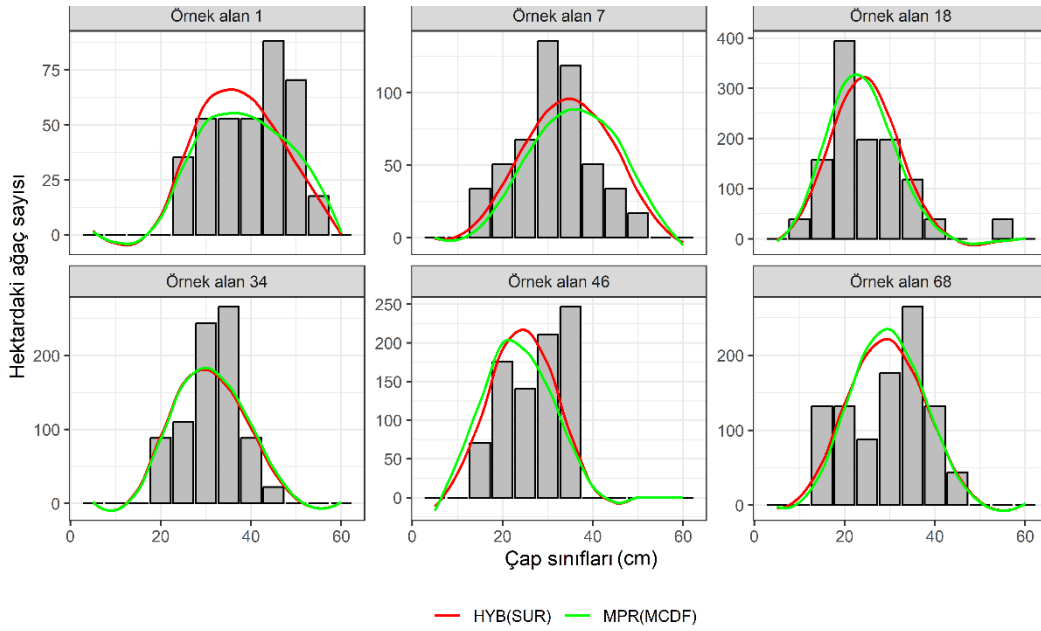 Örnek alan 1
Örnek alan 7
Örnek alan 18
75
50
25
0
100
50
0
400
300
200
100
0
Örnek alan 34
Örnek alan 46
Örnek alan 68
200
100
0
250
200
150
100
50
0
200
100
0
0 20 40 60
0 20 40 60
0 20 40 60
Hektardaki ağaç sayısı
Çap sınıfları (cm)
HYB(SUR) MPR(MCDF)